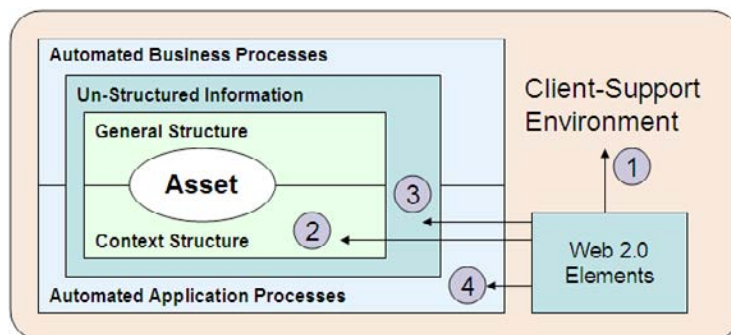 Automated Business Processes
Un-Structured Information
General Structure
Asset
Context Structure
Automated Application Processes
Client-Support
Environment
1
2
3
4
Web 2.0
Elements